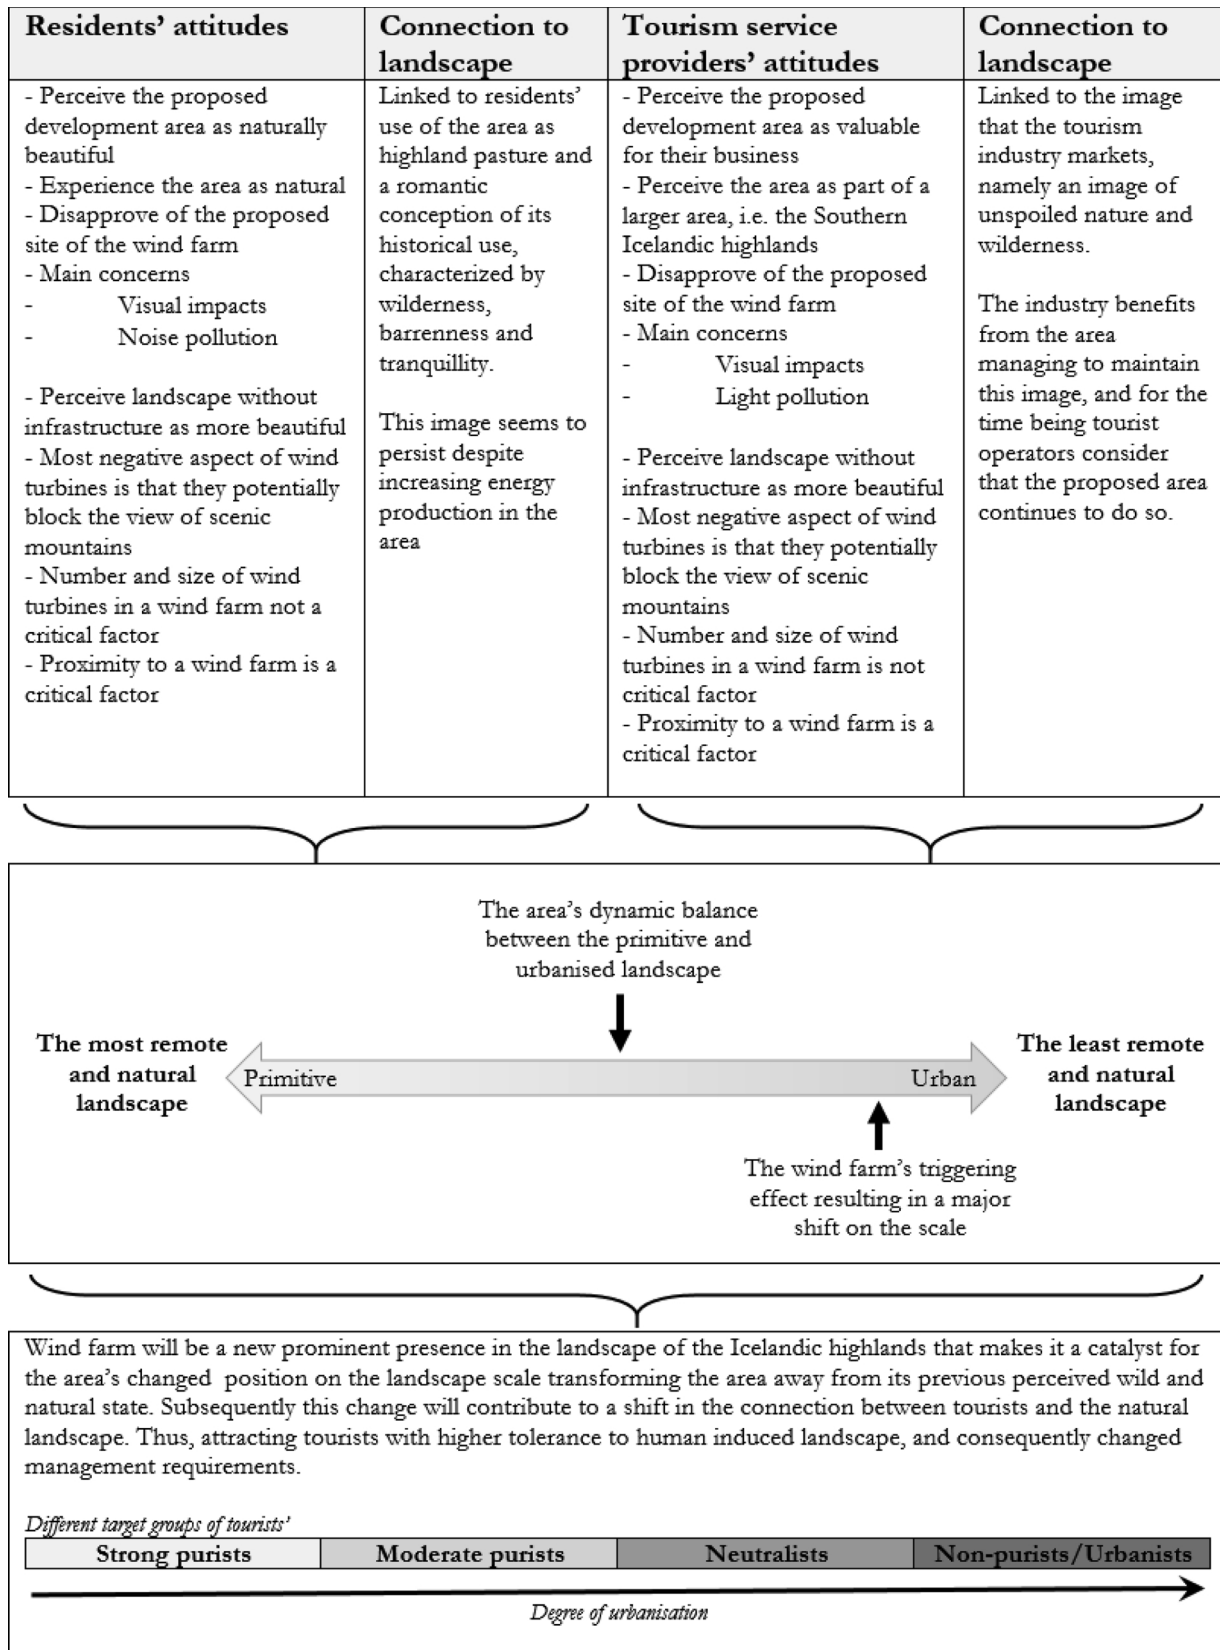 Residents’ attitudes
- Perceive the proposed
development area as naturally
beautiful
- Experience the area as natural
- Disapprove of the proposed
site of the wind farm
- Main concerns
- Visual impacts
- Noise pollution
- Perceive landscape without
infrastructure as more beautiful
- Most negative aspect of wind
turbines is that they potentially
block the view of scenic
mountains
- Number and size of wind
turbines in a wind farm not a
critical factor
- Proximity to a wind farm is a
critical factor
Connection to
landscape
Linked to residents’
use of the area as
highland pasture and
a romantic
conception of its
historical use,
characterized by
wilderness,
barrenness and
tranquillity.
This image seems to
persist despite
increasing energy
production in the
area
Tourism service
providers’ attitudes
- Perceive the proposed
development area as valuable
for their business
- Perceive the area as part of a
larger area, i.e. the Southern
Icelandic highlands
- Disapprove of the proposed
site of the wind farm
- Main concerns
- Visual impacts
- Light pollution
- Perceive landscape without
infrastructure as more beautiful
- Most negative aspect of wind
turbines is that they potentially
block the view of scenic
mountains
- Number and size of wind
turbines in a wind farm is not
critical factor
- Proximity to a wind farm is a
critical factor
Connection to
landscape
Linked to the image
that the tourism
industry markets,
namely an image of
unspoiled nature and
wilderness.
The industry benefits
from the area
managing to maintain
this image, and for the
time being tourist
operators consider
that the proposed area
continues to do so.
The area’s dynamic balance
between the primitive and
urbanised landscape
The most remote
and natural
landscape
Primitive
Urban
The least remote
and natural
landscape
The wind farm’s triggering
effect resulting in a major
shift on the scale
Wind farm will be a new prominent presence in the landscape of the Icelandic highlands that makes it a catalyst for
the area’s changed position on the landscape scale transforming the area away from its previous perceived wild and
natural state. Subsequently this change will contribute to a shift in the connection between tourists and the natural
landscape. Thus, attracting tourists with higher tolerance to human induced landscape, and consequently changed
management requirements.
Different target groups of tourists’
Strong purists
Moderate purists
Neutralists
Non-purists/Urbanists
Degree of urbanisation